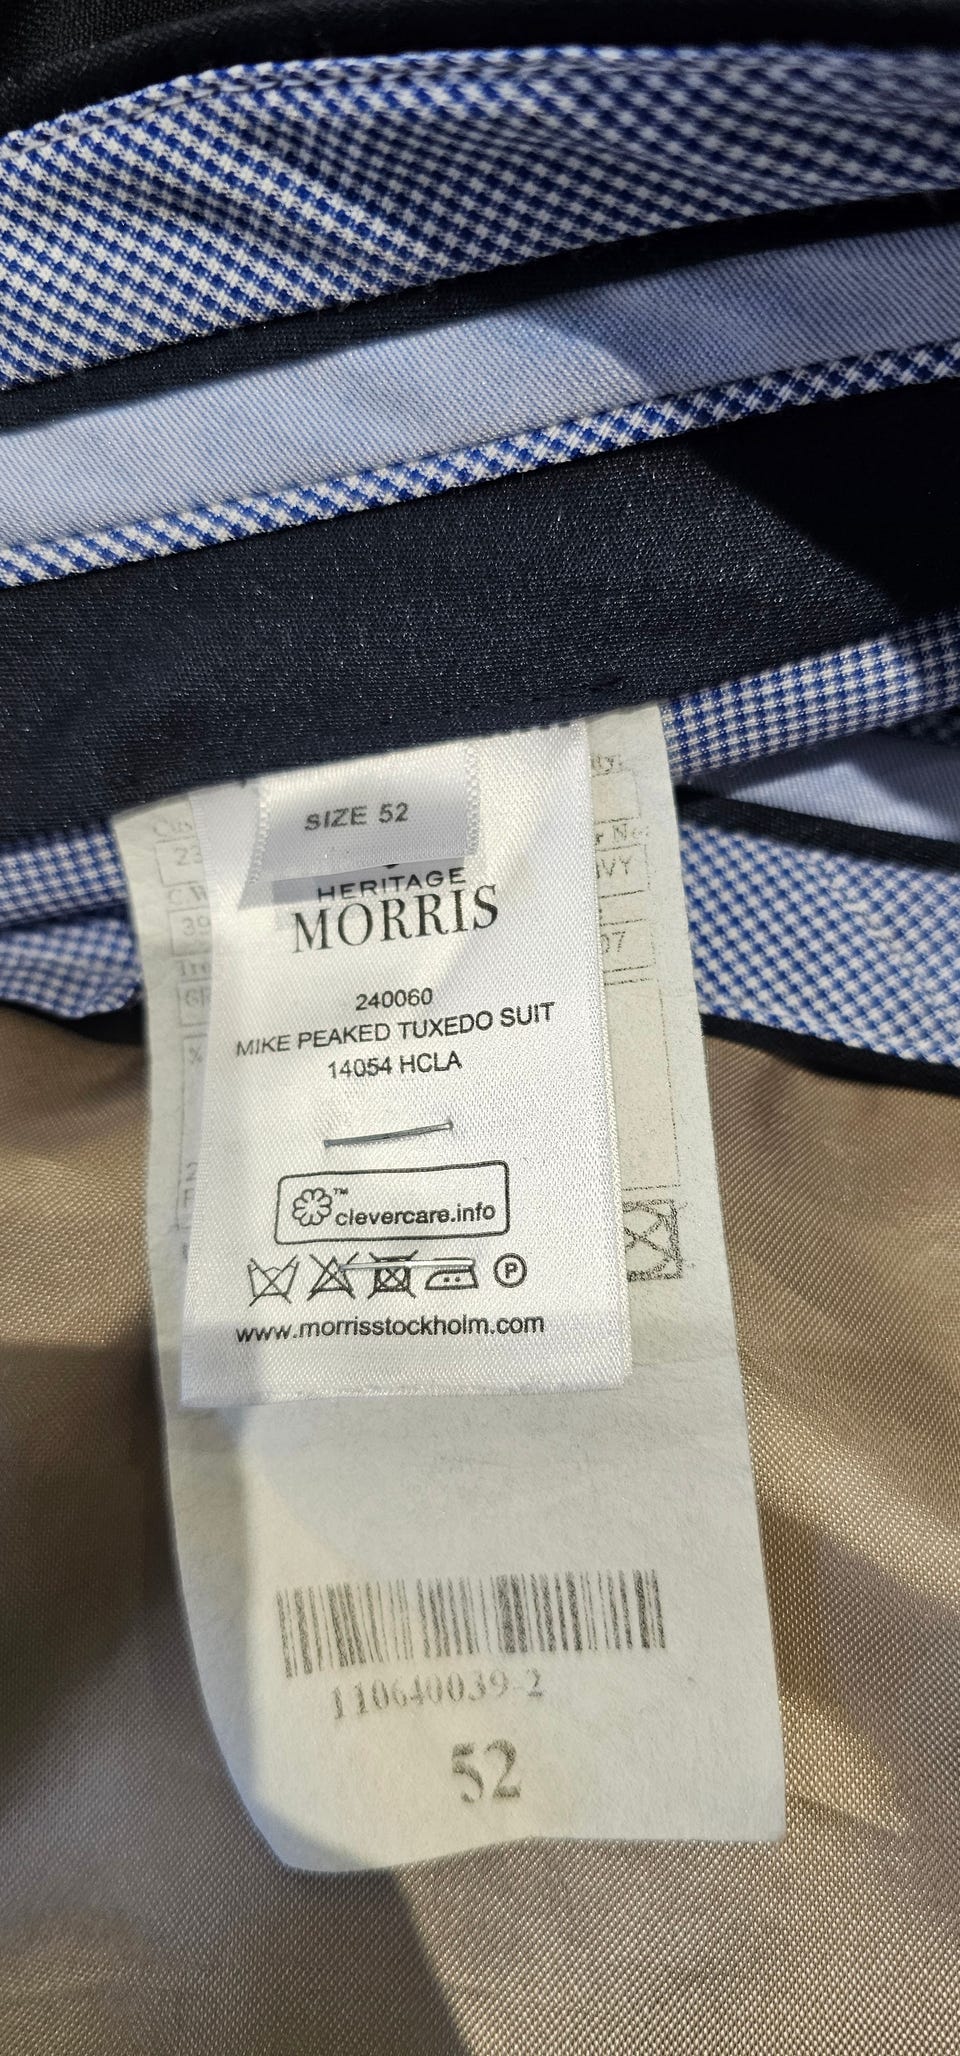 SIZE 52
HERITAGE
MORRIS
240060
MIKE PEAKED TUXEDO SUIT
14054 HCLA
™
clevercare.info
P
www.morrisstockholm.com
110640039-2
52